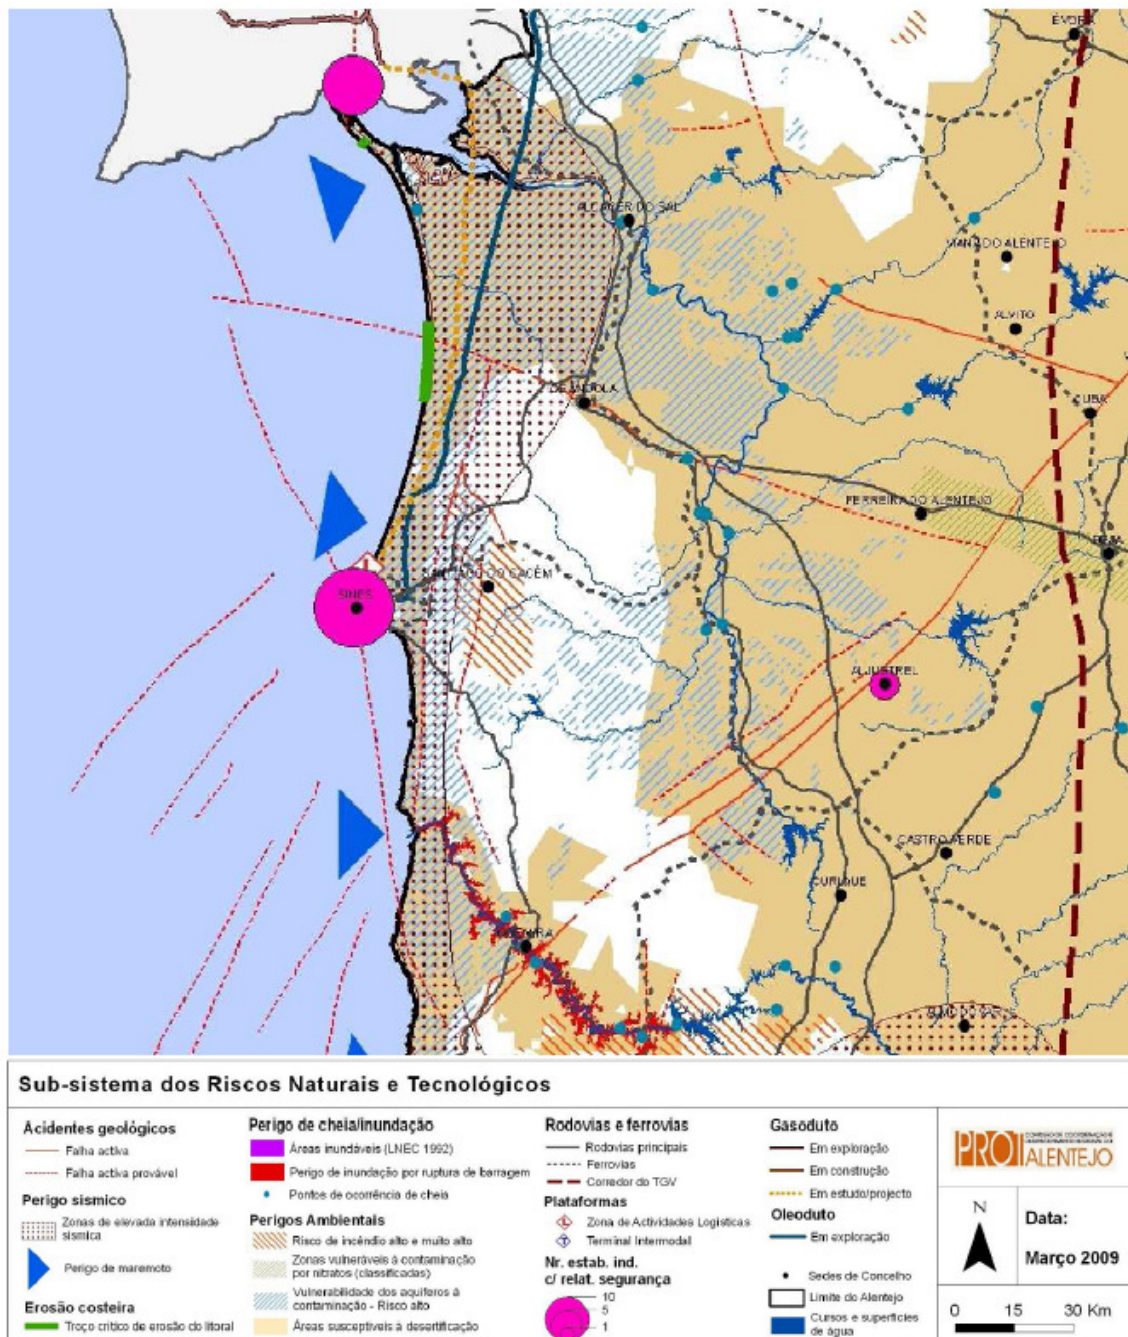 ÉVORA
ALCÁCER DO SAL
VIANA DO ALENTEJO
ALVITO
CUBA
FERREIRA DO ALENTEJO
BEJA
SANTIAGO DO CACÉM
SINES
ALJUSTREL
CASTRO VERDE
OURIQUE
Sub-sistema dos Riscos Naturais e Tecnológicos
Acidentes geológicos
Falha activa
Falha activa provável
Perigo sísmico
Zonas de elevada intensidade
sísmica
Perigo de maremoto
Erosão costeira
Troço crítico de erosão do litoral
Perigo de cheia/inundação
Áreas inundáveis (LNEC 1992)
Perigo de inundação por ruptura de barragem
Pontos de ocorrência de cheia
Perigos Ambientais
Risco de incêndio alto e muito alto
Zonas vulneráveis à contaminação
por nitratos (classificadas)
Vulnerabilidade dos aquíferos à
contaminação - Risco alto
Áreas susceptíveis à desertificação
Rodovias e ferrovias
Rodovias principais
Ferrovias
Corredor do TGV
Plataformas
L Zona de Actividades Logísticas
T Terminal Intermodal
Nr. estab. ind.
c/ relat. segurança
10
5
1
Gasoduto
Em exploração
Em construção
Em estudo/projecto
Oleoduto
Em exploração
Sedes de Concelho
Limite do Alentejo
Cursos e superfícies
de água
PROT
ALENTEJO
N
Data:
Março 2009
0 15 30 Km